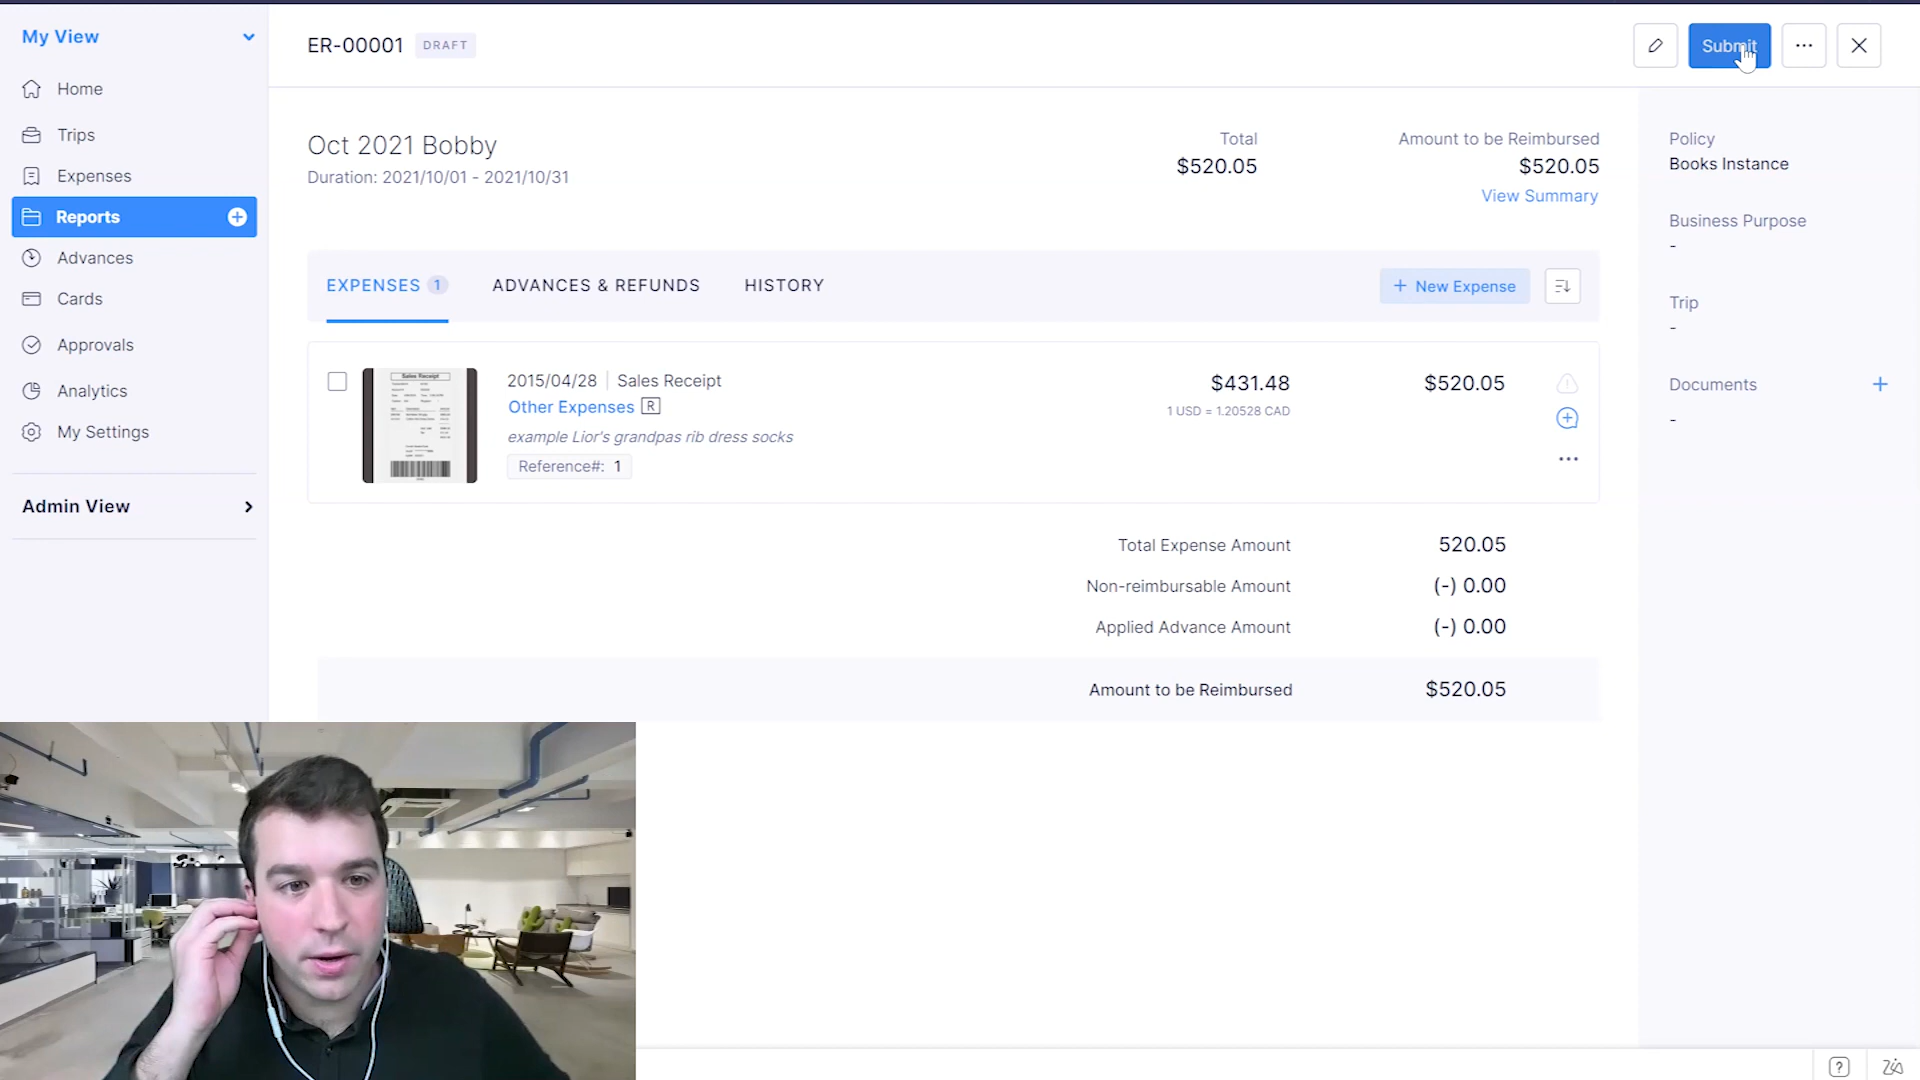 My View
Home
Trips
Expenses
Reports
Advances
Cards
Approvals
Analytics
My Settings
Admin View
ER-00001 DRAFT
Submit
Oct 2021 Bobby
Duration: 2021/10/01 - 2021/10/31
Total
$520.05
Amount to be Reimbursed
$520.05
View Summary
EXPENSES 1 ADVANCES & REFUNDS HISTORY
+ New Expense
Sales Receipt
2015/04/28 | Sales Receipt
Other Expenses R
example Lior's grandpas rib dress socks
Reference#: 1
$431.48
1 USD = 1.20528 CAD
$520.05
Total Expense Amount 520.05
Non-reimbursable Amount (-) 0.00
Applied Advance Amount (-) 0.00
Amount to be Reimbursed $520.05
Policy
Books Instance
Business Purpose
-
Trip
-
Documents +
-
?